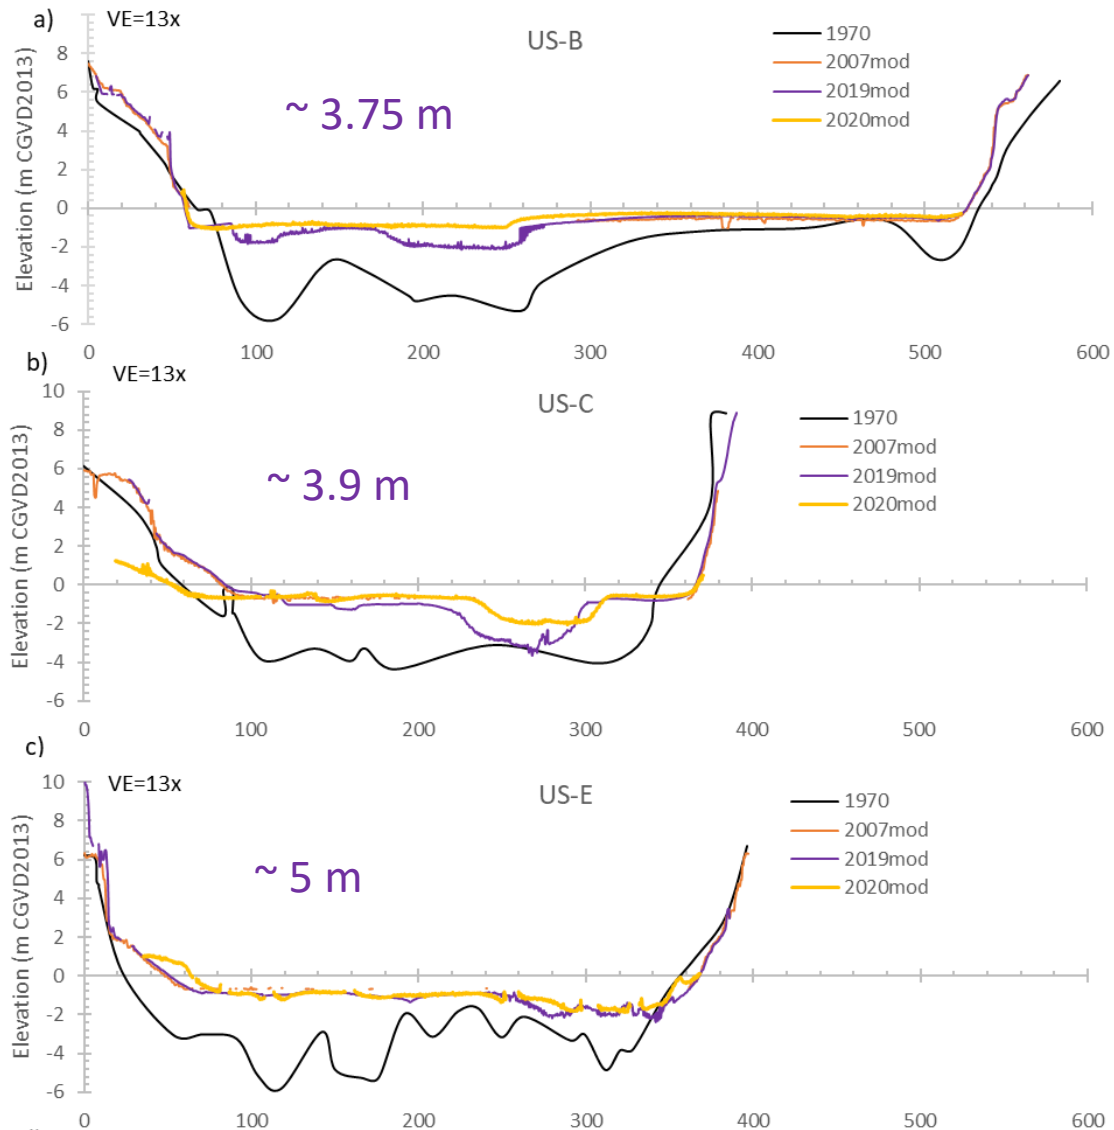 a)
VE=13x
US-B
1970
2007mod
2019mod
2020mod
~ 3.75 m
Elevation (m CGVD2013)
8
6
4
2
0
-2
-4
-6
0 100 200 300 400 500 600
b)
VE=13x
US-C
1970
2007mod
2019mod
2020mod
~ 3.9 m
Elevation (m CGVD2013)
10
8
6
4
2
0
-2
-4
-6
0 100 200 300 400 500 600
c)
VE=13x
US-E
1970
2007mod
2019mod
2020mod
~ 5 m
Elevation (m CGVD2013)
10
8
6
4
2
0
-2
-4
-6
0 100 200 300 400 500 600